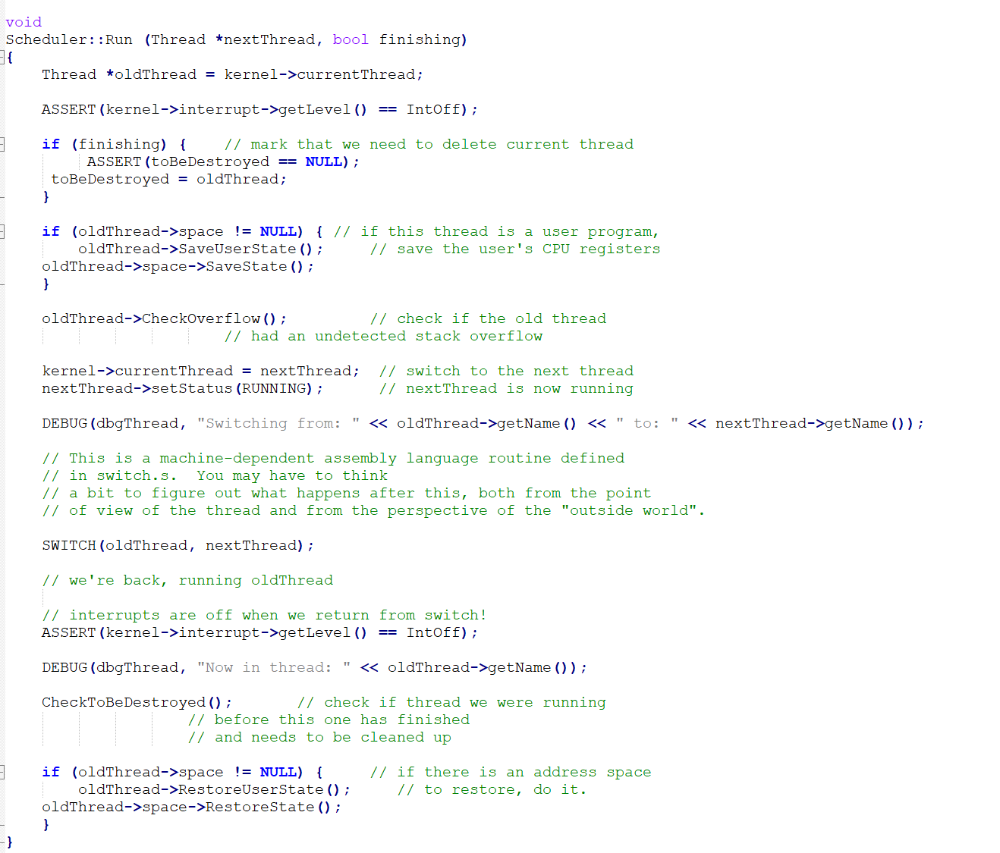 void
Scheduler::Run (Thread *nextThread, bool finishing)
{
    Thread *oldThread = kernel->currentThread;

    ASSERT(kernel->interrupt->getLevel() == IntOff);

    if (finishing) {    // mark that we need to delete current thread
         ASSERT(toBeDestroyed == NULL);
     toBeDestroyed = oldThread;
    }

    if (oldThread->space != NULL) { // if this thread is a user program,
        oldThread->SaveUserState();     // save the user's CPU registers
    oldThread->space->SaveState();
    }

    oldThread->CheckOverflow();         // check if the old thread
                    // had an undetected stack overflow

    kernel->currentThread = nextThread;  // switch to the next thread
    nextThread->setStatus(RUNNING);      // nextThread is now running

    DEBUG(dbgThread, "Switching from: " << oldThread->getName() << " to: " << nextThread->getName());

    // This is a machine-dependent assembly language routine defined
    // in switch.s.  You may have to think
    // a bit to figure out what happens after this, both from the point
    // of view of the thread and from the perspective of the "outside world".

    SWITCH(oldThread, nextThread);

    // we're back, running oldThread

    // interrupts are off when we return from switch!
    ASSERT(kernel->interrupt->getLevel() == IntOff);

    DEBUG(dbgThread, "Now in thread: " << oldThread->getName());

    CheckToBeDestroyed();       // check if thread we were running
                // before this one has finished
                // and needs to be cleaned up

    if (oldThread->space != NULL) {     // if there is an address space
        oldThread->RestoreUserState();     // to restore, do it.
    oldThread->space->RestoreState();
    }
}